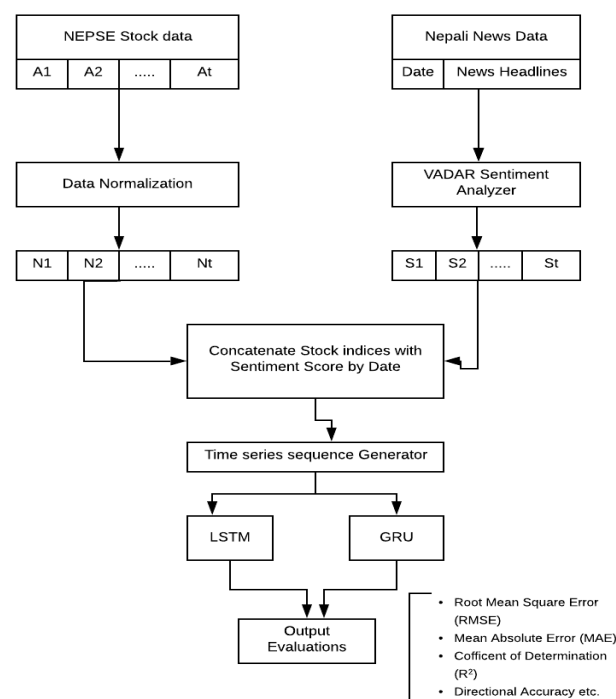 NEPSE Stock data
A1 A2 ..... At
Nepali News Data
Date News Headlines
Data Normalization
VADAR Sentiment
Analyzer
N1 N2 ..... Nt
S1 S2 ..... St
Concatenate Stock indices with
Sentiment Score by Date
Time series sequence Generator
LSTM
GRU
Output
Evaluations
• Root Mean Square Error
(RMSE)
• Mean Absolute Error (MAE)
• Cofficent of Determination
(R²)
• Directional Accuracy etc.